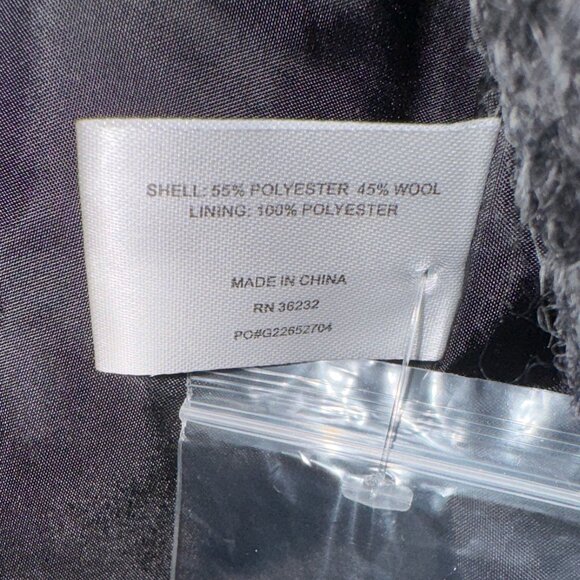 SHELL: 55% POLYESTER 45% WOOL
LINING: 100% POLYESTER
MADE IN CHINA
RN 36232
PO#G22652704